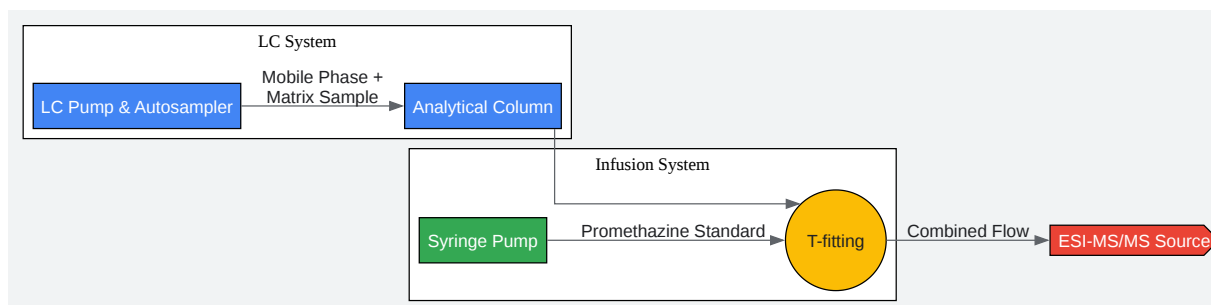 LC System
Mobile Phase +
Matrix Sample
LC Pump & Autosampler
Analytical Column
Infusion System
Syringe Pump
Promethazine Standard
T-fitting
Combined Flow
ESI-MS/MS Source